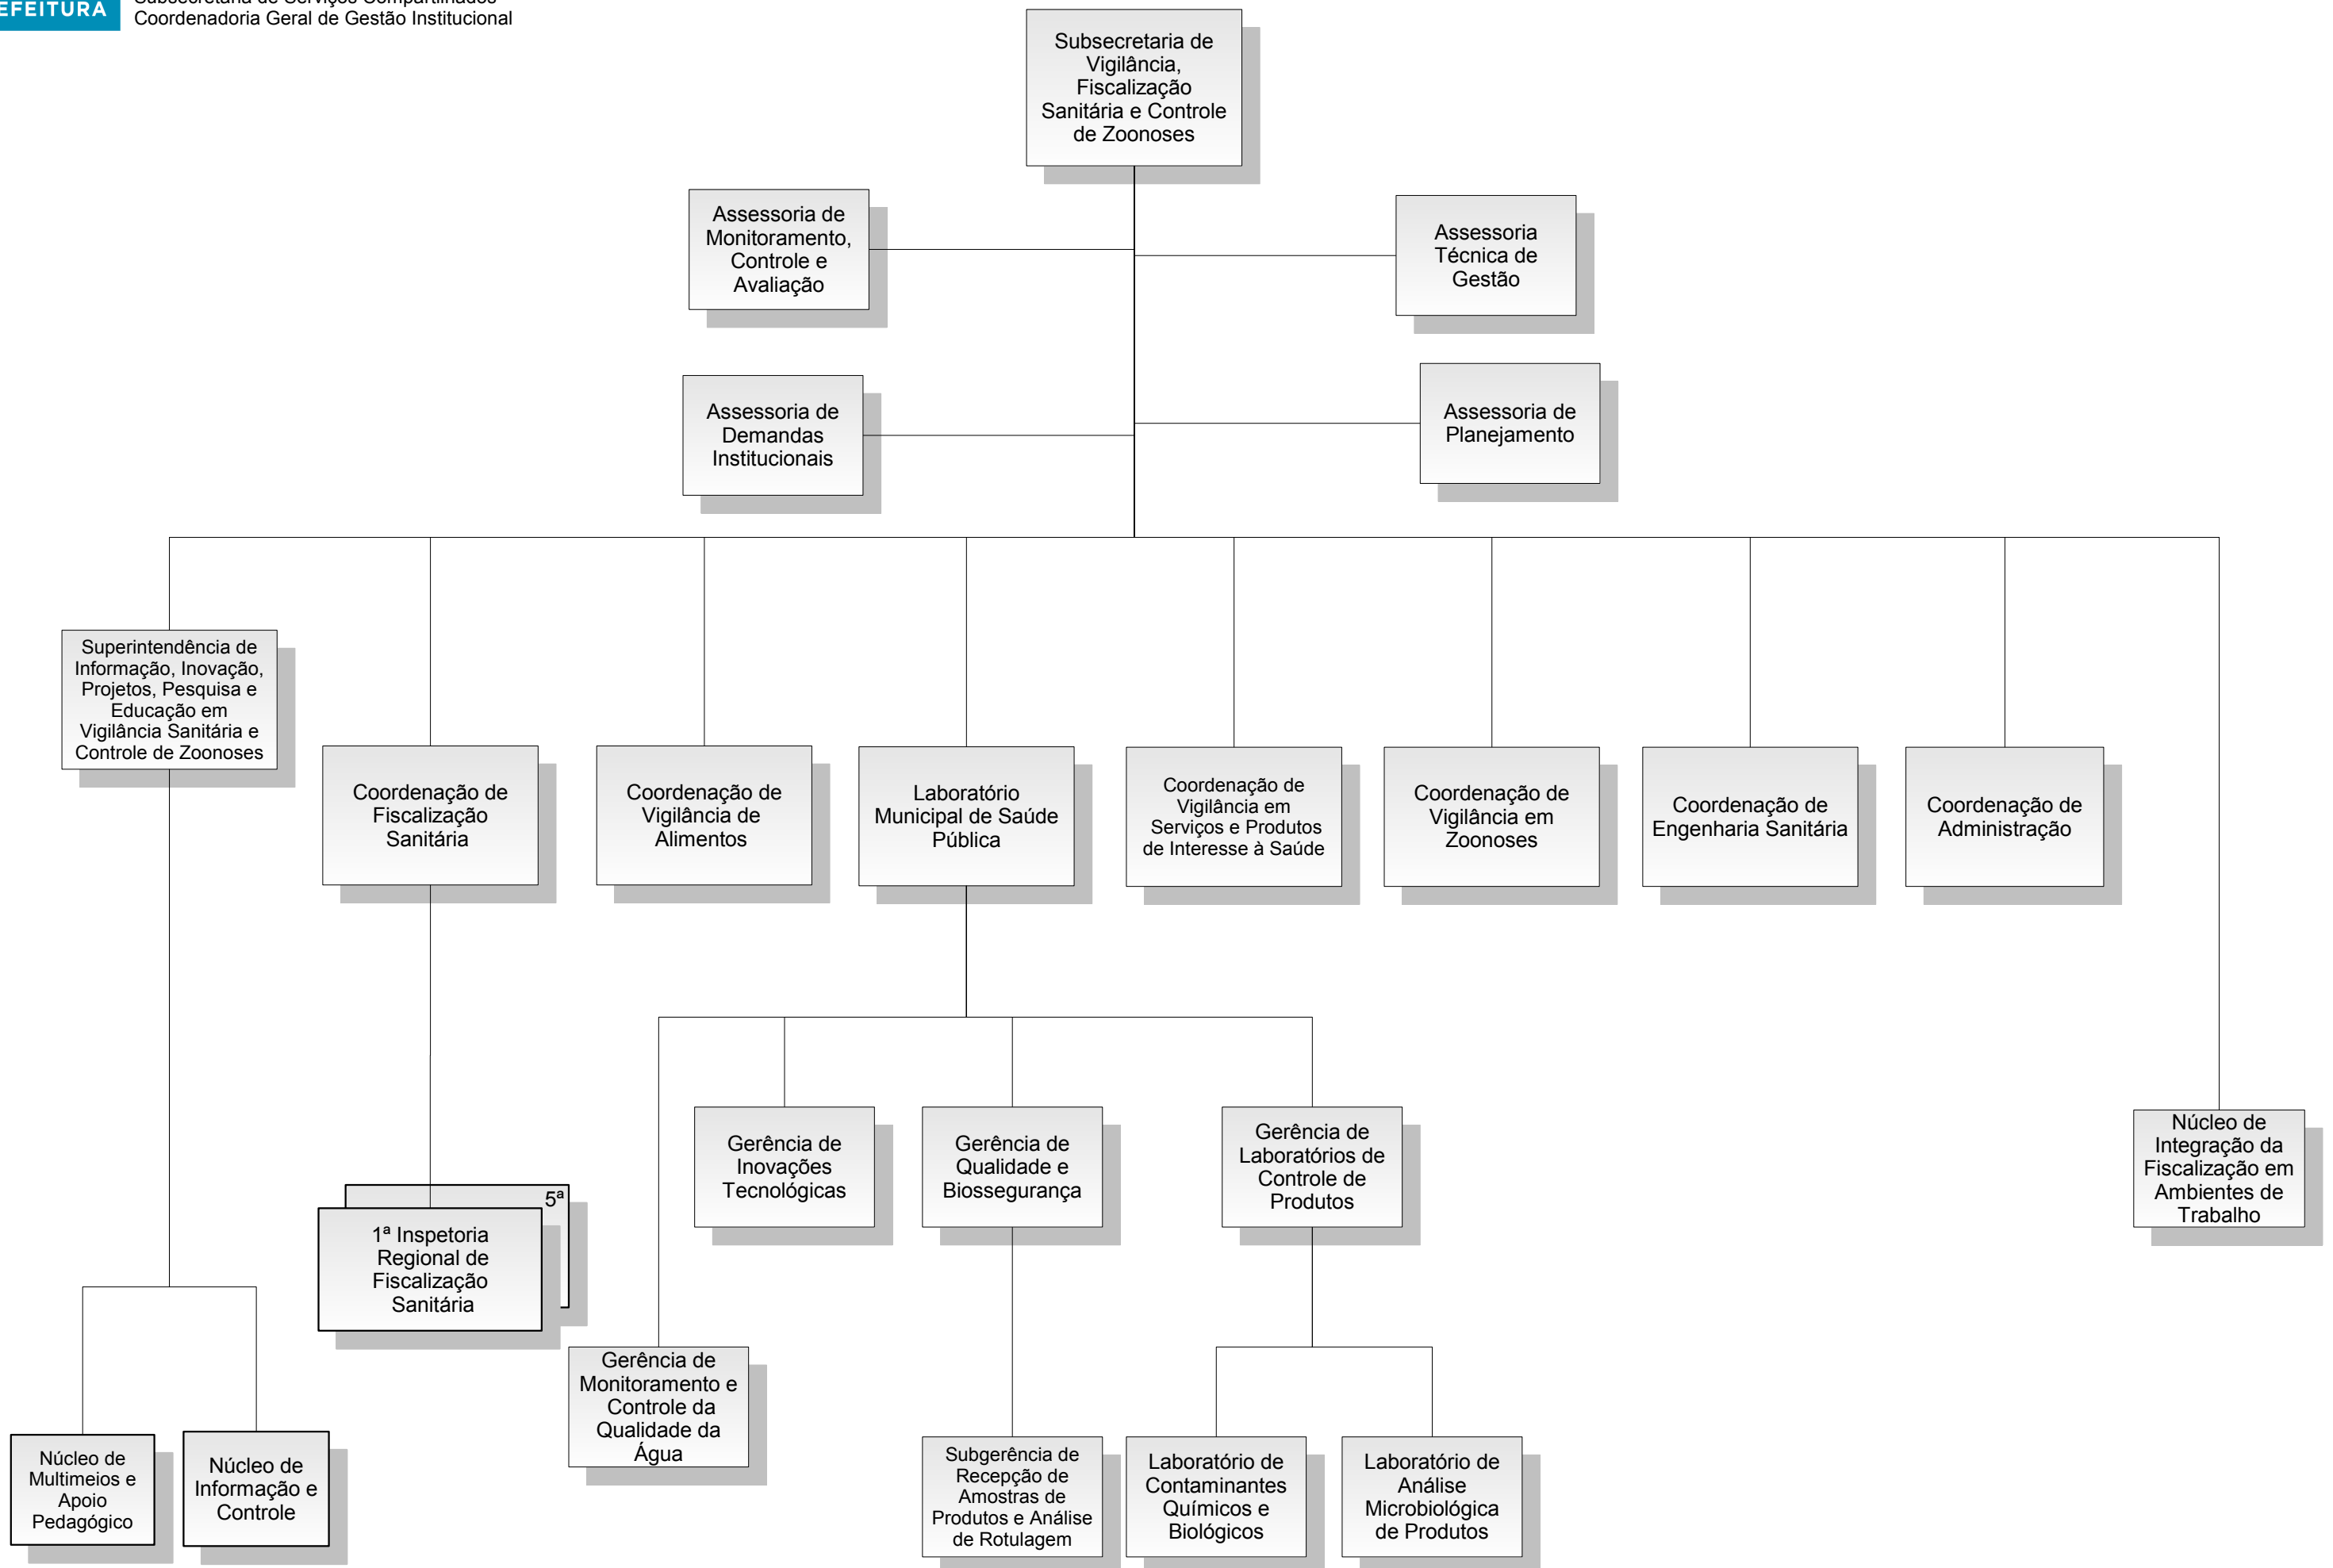 EFEITURA
Subsecretaria de Serviços Compartilhados
Coordenadoria Geral de Gestão Institucional
Subsecretaria de
Vigilância,
Fiscalização
Sanitária e Controle
de Zoonoses
Assessoria de
Monitoramento,
Controle e
Avaliação
Assessoria
Técnica de
Gestão
Assessoria de
Demandas
Institucionais
Assessoria de
Planejamento
Superintendência de
Informação, Inovação,
Projetos, Pesquisa e
Educação em
Vigilância Sanitária e
Controle de Zoonoses
Coordenação de
Fiscalização
Sanitária
Coordenação de
Vigilância de
Alimentos
Laboratório
Municipal de Saúde
Pública
Coordenação de
Vigilância em
Serviços e Produtos
de Interesse à Saúde
Coordenação de
Vigilância em
Zoonoses
Coordenação de
Engenharia Sanitária
Coordenação de
Administração
Gerência de
Inovações
Tecnológicas
Gerência de
Qualidade e
Biossegurança
Gerência de
Laboratórios de
Controle de
Produtos
Núcleo de
Integração da
Fiscalização em
Ambientes de
Trabalho
5ª
1ª Inspetoria
Regional de
Fiscalização
Sanitária
Gerência de
Monitoramento e
Controle da
Qualidade da
Água
Núcleo de
Multimeios e
Apoio
Pedagógico
Núcleo de
Informação e
Controle
Subgerência de
Recepção de
Amostras de
Produtos e Análise
de Rotulagem
Laboratório de
Contaminantes
Químicos e
Biológicos
Laboratório de
Análise
Microbiológica
de Produtos